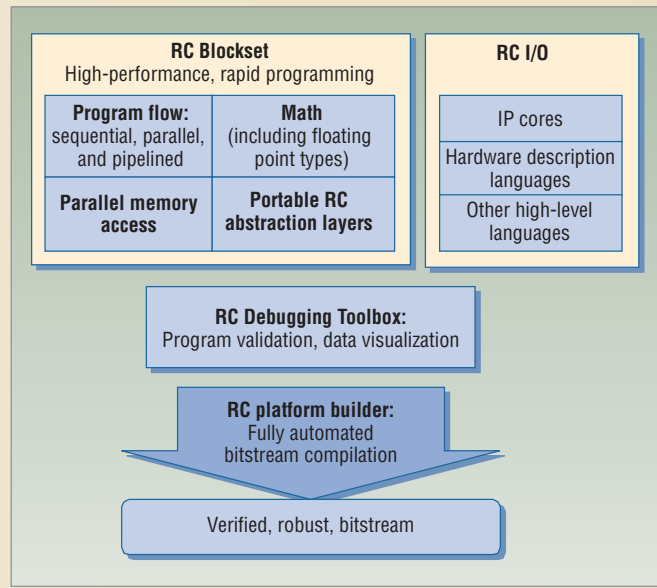 RC Blockset
High-performance, rapid programming
Program flow:
sequential, parallel,
and pipelined
Math
(including floating
point types)
Parallel memory
access
Portable RC
abstraction layers
RC I/O
IP cores
Hardware description
languages
Other high-level
languages
RC Debugging Toolbox:
Program validation, data visualization
RC platform builder:
Fully automated
bitstream compilation
Verified, robust, bitstream